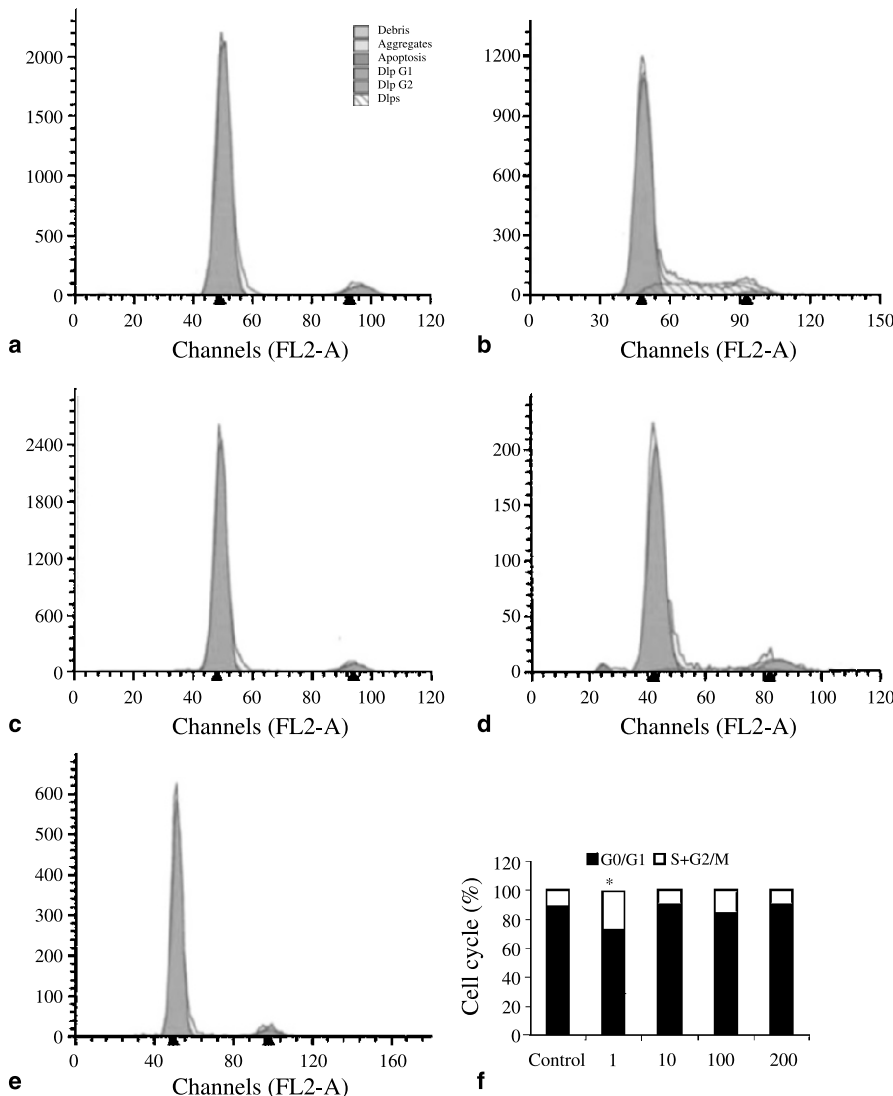 Debris
Aggregates
Apoptosis
Dlp G1
Dlp G2
Dlps
2200
1800
1000
500
0
0 20 40 60 80 100 120
Channels (FL2-A)
a
1200
900
600
300
0
0 30 60 90 120 150
Channels (FL2-A)
b
2400
1800
1200
600
0
0 20 40 60 80 100 120
Channels (FL2-A)
c
200
150
100
50
0
0 20 40 60 80 100 120
Channels (FL2-A)
d
600
500
400
300
200
100
0
0 40 80 120 160
Channels (FL2-A)
e
G0/G1 S+G2/M
Cell cycle (%)
120
100
80
60
40
20
0
*
Control 1 10 100 200
f